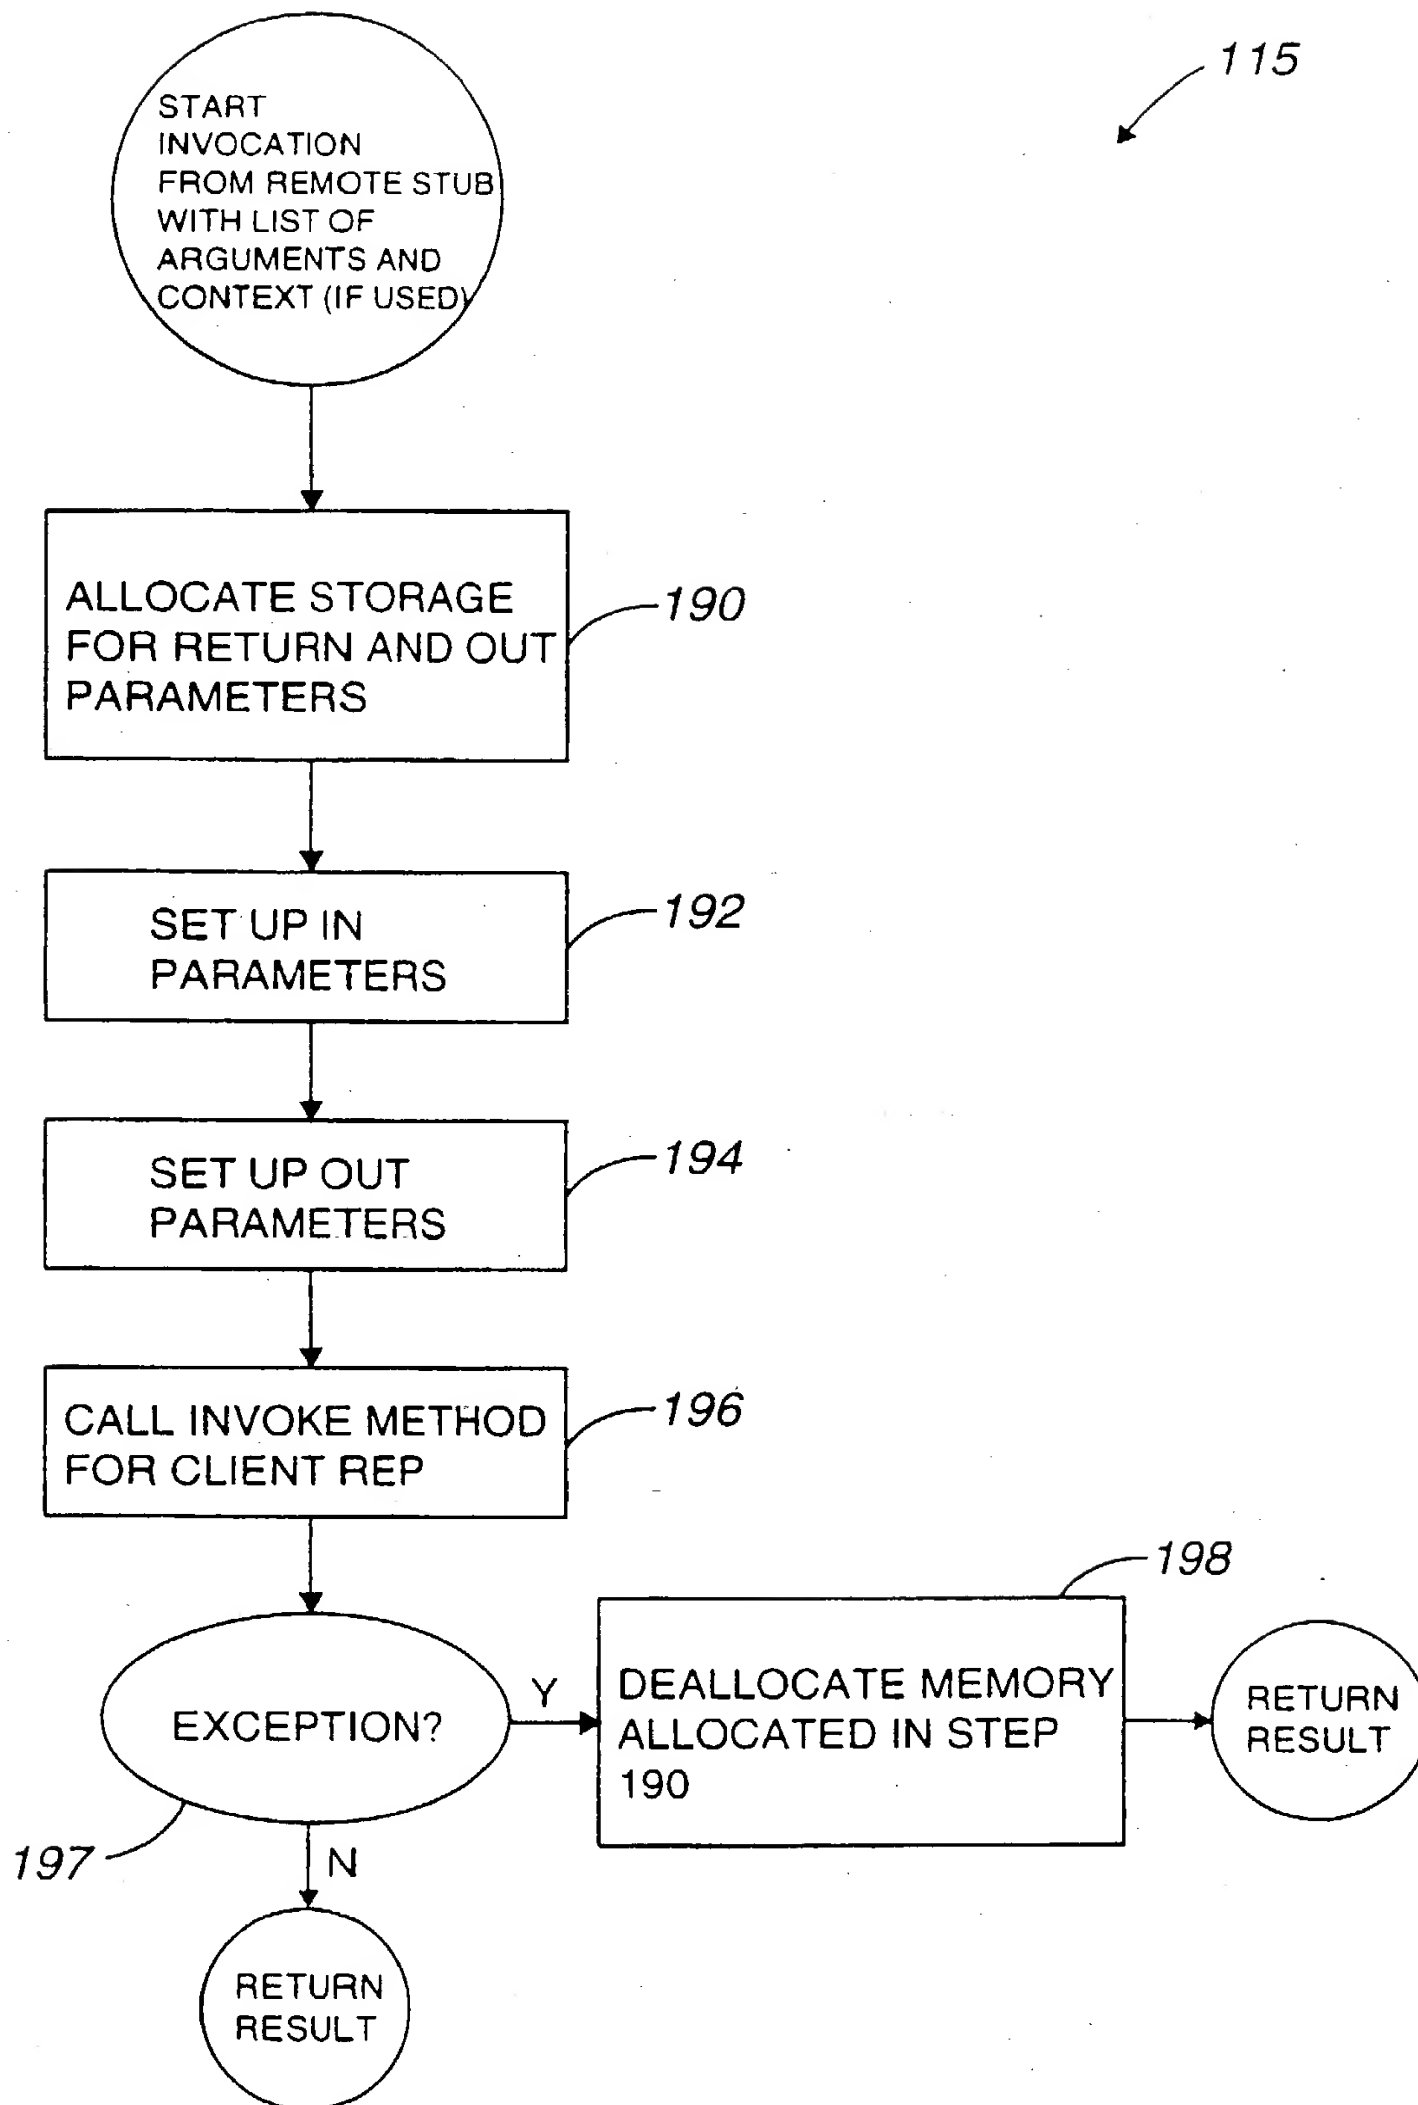 115
START
INVOCATION
FROM REMOTE STUB
WITH LIST OF
ARGUMENTS AND
CONTEXT (IF USED)
ALLOCATE STORAGE
FOR RETURN AND OUT
PARAMETERS
190
SET UP IN
PARAMETERS
192
SET UP OUT
PARAMETERS
194
CALL INVOKE METHOD
FOR CLIENT REP
196
EXCEPTION?
197
Y
DEALLOCATE MEMORY
ALLOCATED IN STEP
190
198
RETURN
RESULT
N
RETURN
RESULT